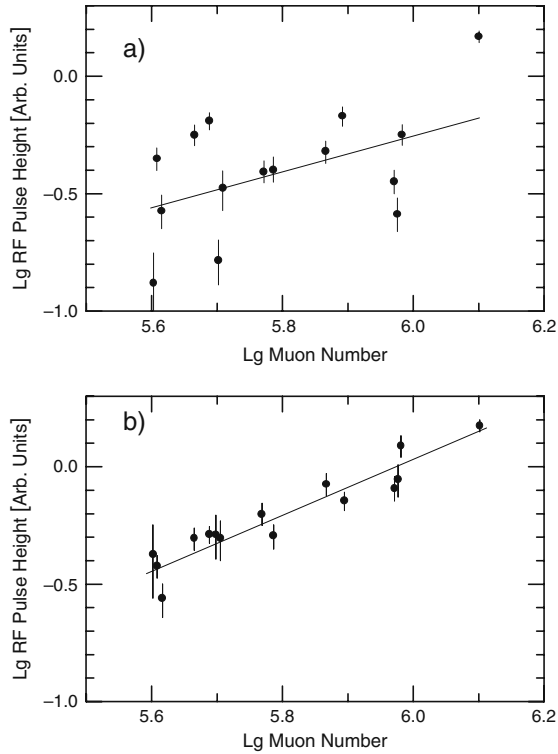 a)
Lg RF Pulse Height [Arb. Units]
0.0
−0.5
−1.0
5.6
5.8
6.0
6.2
Lg Muon Number
b)
Lg RF Pulse Height [Arb. Units]
0.0
−0.5
−1.0
5.6
5.8
6.0
6.2
Lg Muon Number